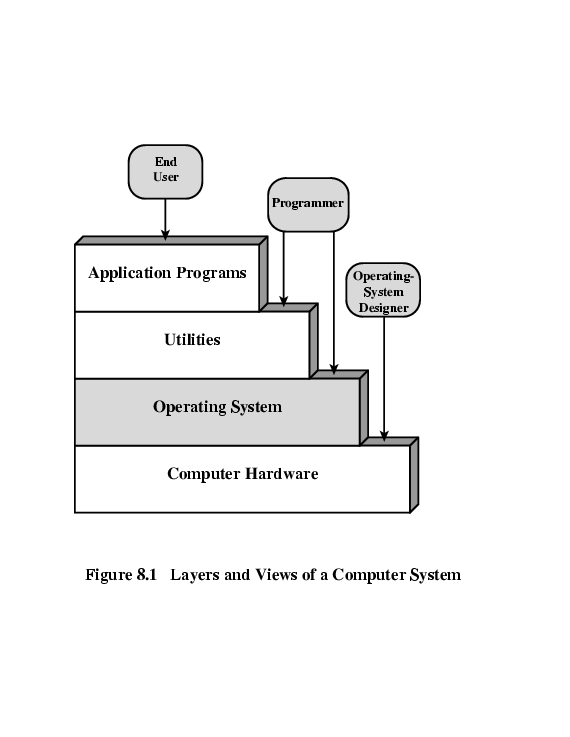 End
User
Programmer
Operating-
System
Designer
Application Programs
Utilities
Operating System
Computer Hardware
Figure 8.1 Layers and Views of a Computer System